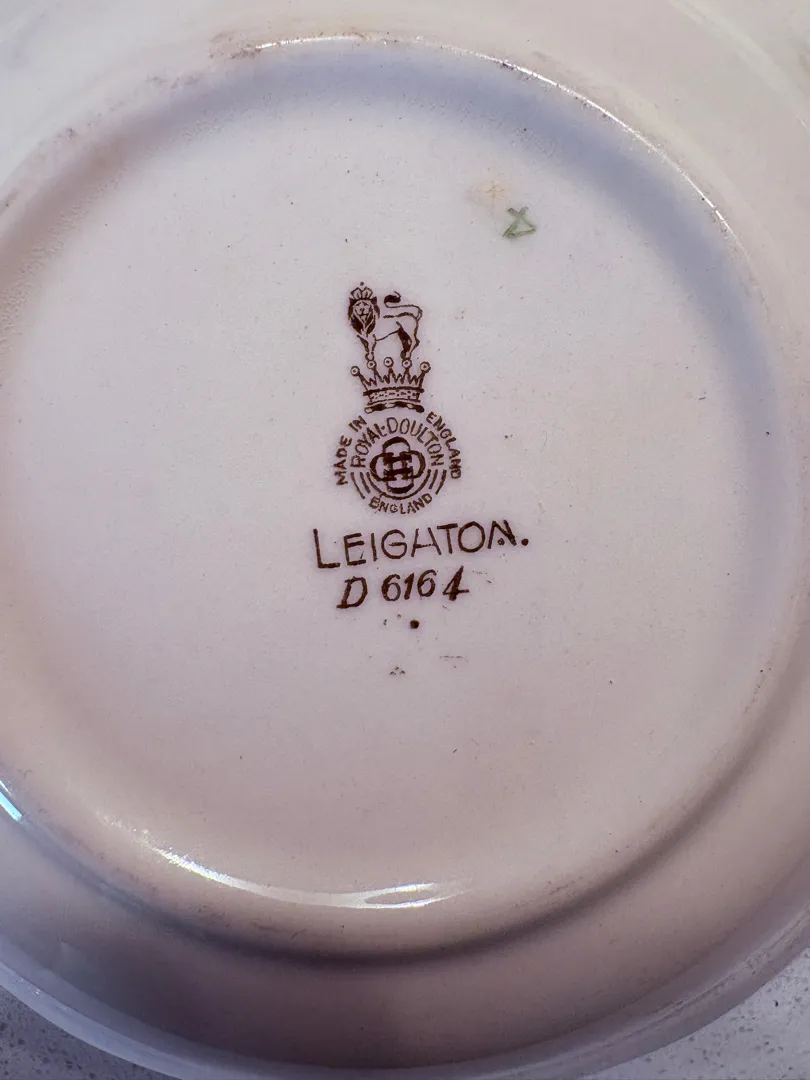 MADE IN ENGLAND
ROYAL·DOULTON
ENGLAND
LEIGHTON.
D 6164